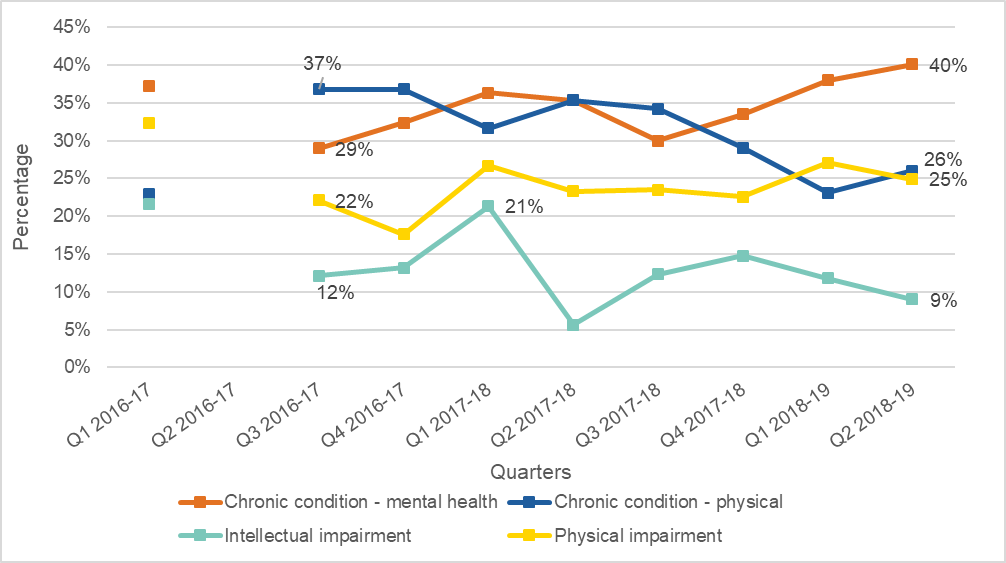 45%
40%
35%
30%
25%
20%
15%
10%
5%
0%
Percentage
37%
29%
22%
12%
21%
40%
26%
25%
9%
Q1 2016-17
Q2 2016-17
Q3 2016-17
Q4 2016-17
Q1 2017-18
Q2 2017-18
Q3 2017-18
Q4 2017-18
Q1 2018-19
Q2 2018-19
Quarters
Chronic condition - mental health
Chronic condition - physical
Intellectual impairment
Physical impairment